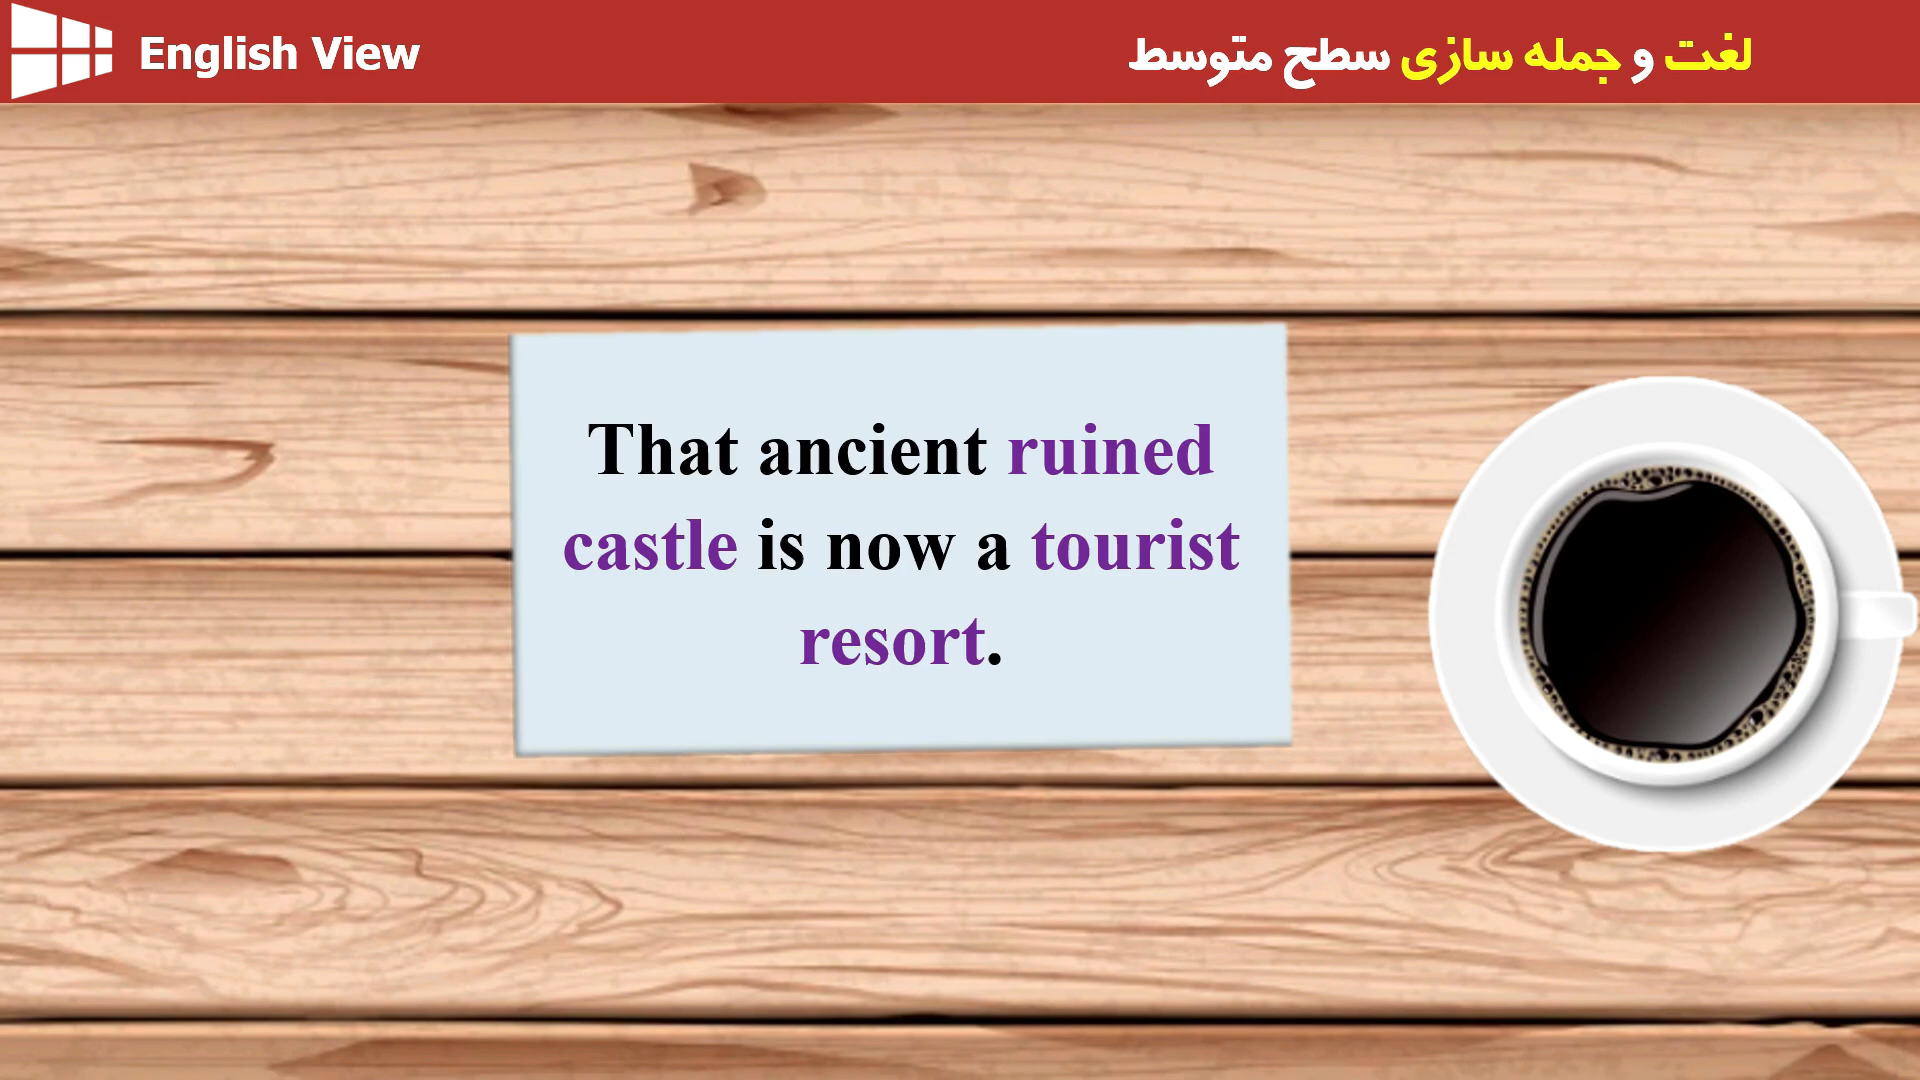 English View
لغت و جمله سازی سطح متوسط
That ancient ruined
castle is now a tourist
resort.